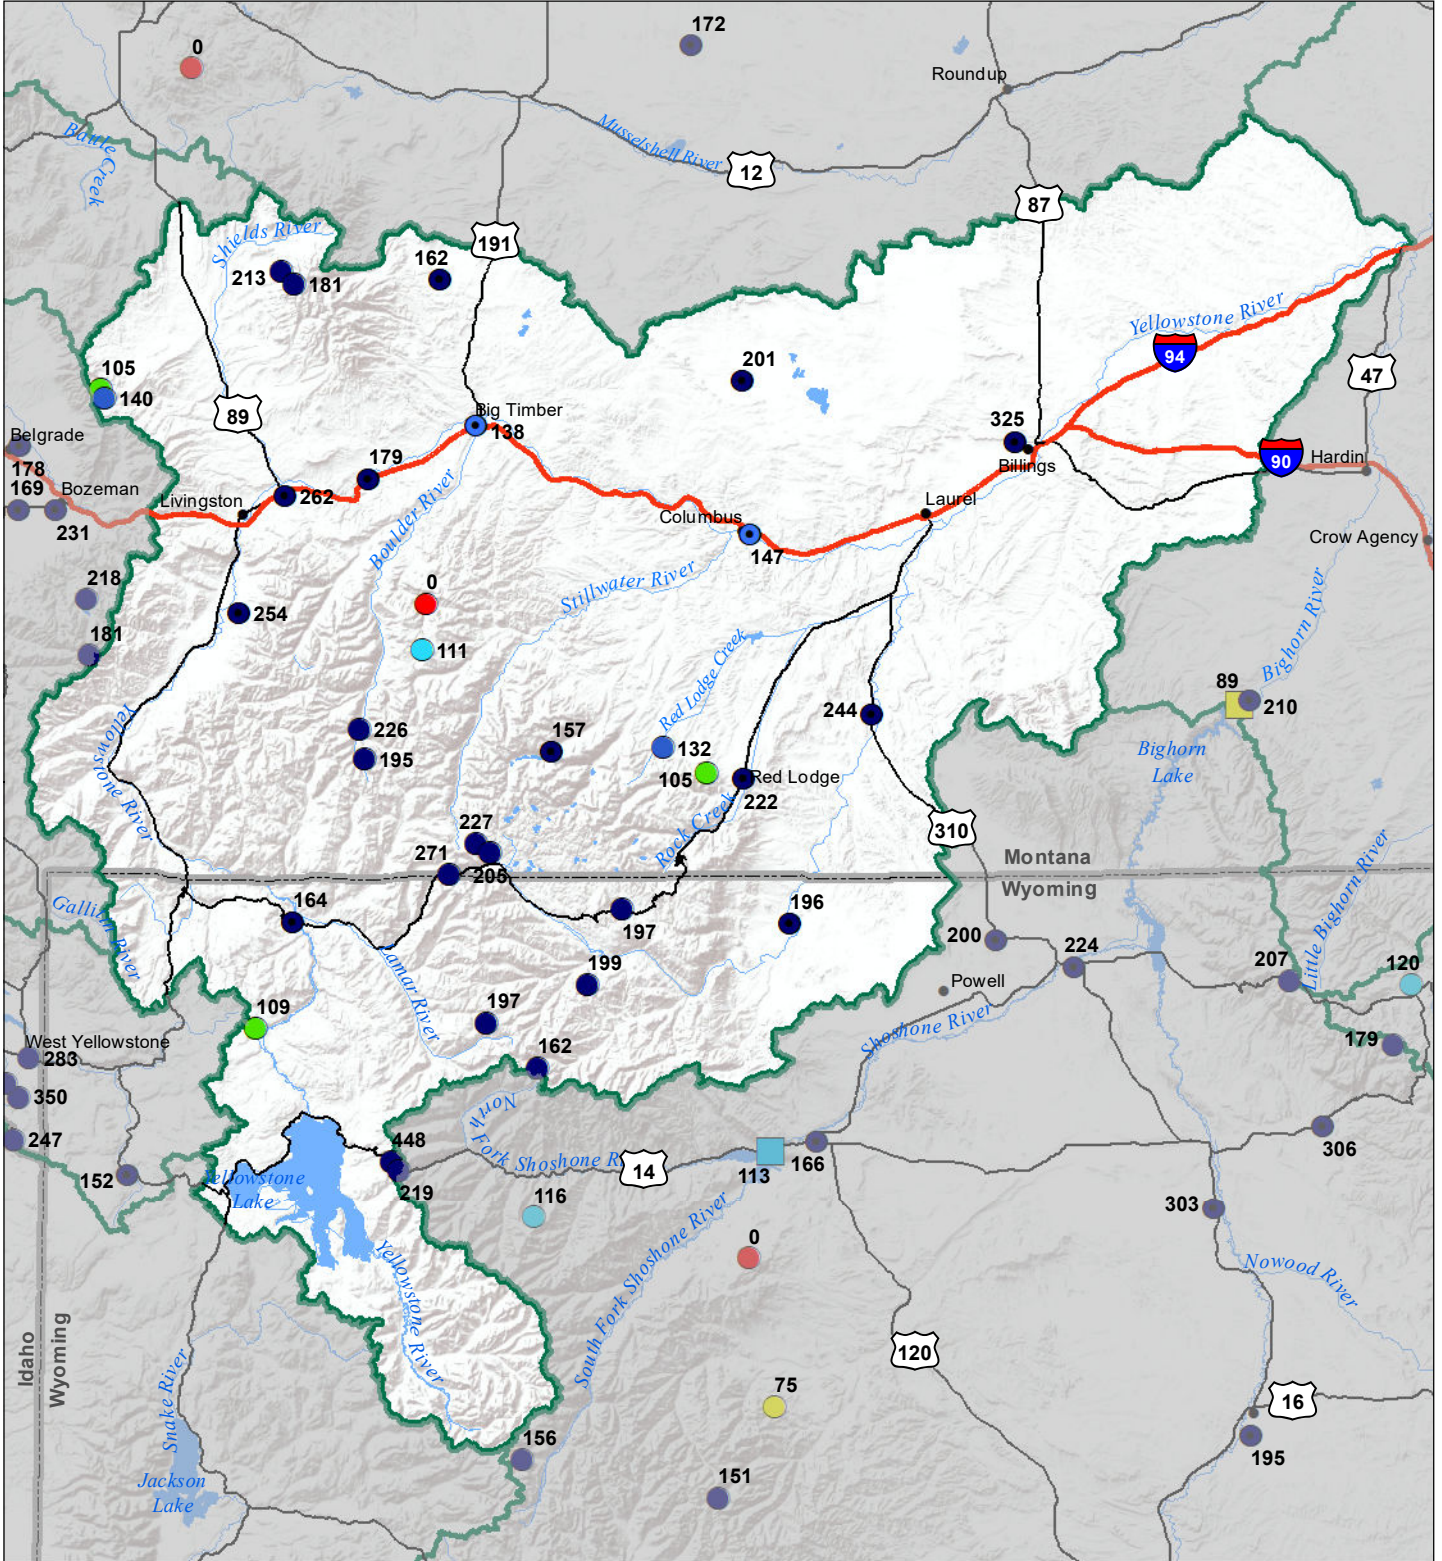 172
0
Roundup
Battle
Creek
Musselshell River
12
87
191
Shields River
162
213
181
Yellowstone River
94
47
105
140
201
89
Big Timber
138
325
Billings
90
Hardin
Belgrade
178
179
169
Bozeman
Livingston
262
231
Boulder River
Columbus
147
Laurel
Crow Agency
218
0
Stillwater River
254
111
181
Red Lodge Creek
Bighorn River
89
210
Yellowstone River
226
195
157
132
105
244
Red Lodge
222
Bighorn
Lake
227
271
205
Rock Creek
310
Montana
Wyoming
Little Bighorn River
Gallatin River
164
197
196
200
224
207
120
Powell
199
Lamar River
109
197
Shoshone River
West Yellowstone
283
162
179
350
North
Fork Shoshone R
247
448
306
152
219
14
113
166
Yellowstone
Lake
116
303
0
South Fork Shoshone River
Nowood River
Yellowstone River
Idaho
Wyoming
Snake River
120
75
16
156
195
Jackson
Lake
151